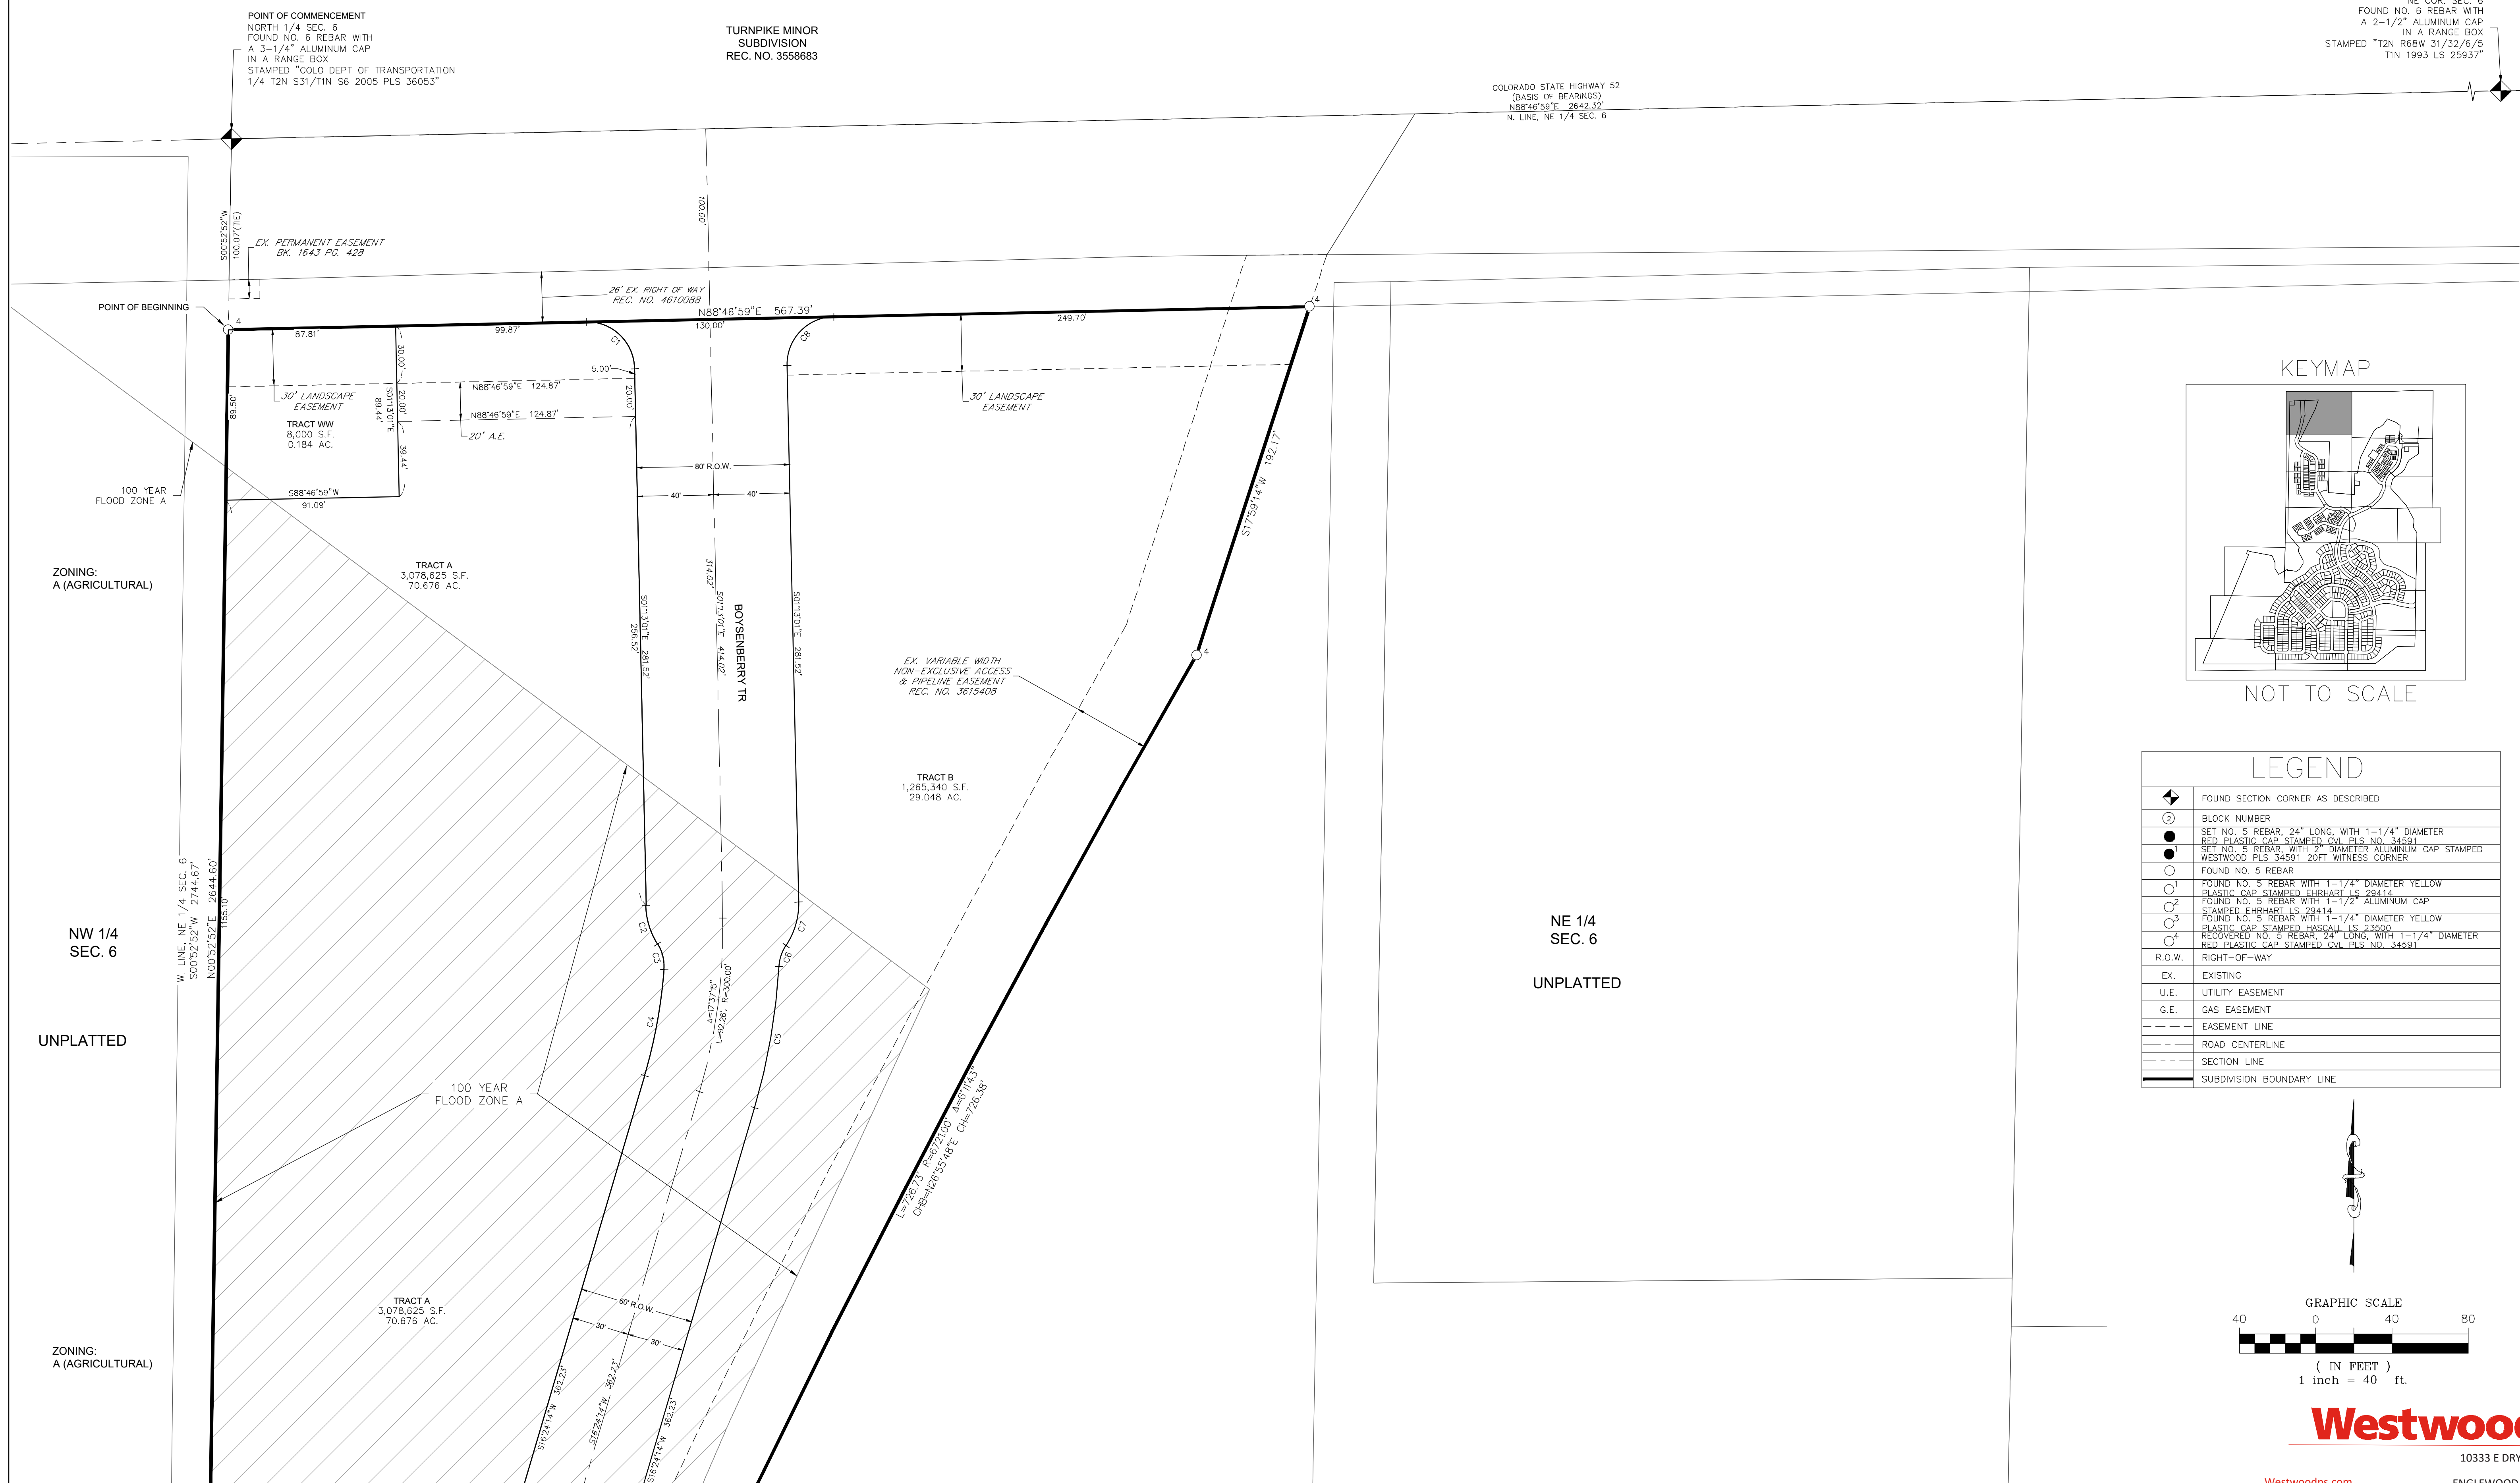 POINT OF COMMENCEMENT
NORTH 1/4 SEC. 6
FOUND NO. 6 REBAR WITH
A 3-1/4" ALUMINUM CAP
IN A RANGE BOX
STAMPED "COLO DEPT OF TRANSPORTATION
1/4 T2N S31/T1N S6 2005 PLS 36053"
TURNPIKE MINOR
SUBDIVISION
REC. NO. 3558683
NE COR. SEC. 6
FOUND NO. 6 REBAR WITH
A 2-1/2" ALUMINUM CAP
IN A RANGE BOX
STAMPED "T2N R68W 31/32/6/5
T1N 1993 LS 25937"
COLORADO STATE HIGHWAY 52
(BASIS OF BEARINGS)
N88°46'59"E 2642.32'
N. LINE, NE 1/4 SEC. 6
S00°52'52"W
100.07'(TIE)
100.00'
EX. PERMANENT EASEMENT
BK. 1643 PG. 428
POINT OF BEGINNING
26' EX. RIGHT OF WAY
REC. NO. 4610088
N88°46'59"E 567.39'
4
4
87.81'
99.87'
130.00'
249.70'
C1
C8
30.00'
5.00'
N88°46'59"E 124.87'
20.00'
20.00'
S01°13'01"E
89.44'
N88°46'59"E 124.87'
20' A.E.
30' LANDSCAPE
EASEMENT
30' LANDSCAPE
EASEMENT
89.50'
TRACT WW
8,000 S.F.
0.184 AC.
39.44'
S88°46'59"W
91.09'
80' R.O.W.
40'
40'
S17°59'14"W 192.17'
100 YEAR
FLOOD ZONE A
ZONING:
A (AGRICULTURAL)
TRACT A
3,078,625 S.F.
70.676 AC.
S01°13'01"E 281.52'
256.52'
314.02'
S01°13'01"E 414.02'
BOYSENBERRY TR
S01°13'01"E 281.52'
4
EX. VARIABLE WIDTH
NON-EXCLUSIVE ACCESS
& PIPELINE EASEMENT
REC. NO. 3615408
TRACT B
1,265,340 S.F.
29.048 AC.
W. LINE, NE 1/4 SEC. 6
S00°52'52"W 2744.67'
N00°52'52"E 2644.60'
1155.10'
NW 1/4
SEC. 6
UNPLATTED
C2
C3
C4
C5
C6
C7
Δ=17°37'15"
L=92.26', R=300.00'
100 YEAR
FLOOD ZONE A
L=726.73' R=6721.00' Δ=6°11'43"
CHB=N26°55'48"E CH=726.38'
NE 1/4
SEC. 6
UNPLATTED
TRACT A
3,078,625 S.F.
70.676 AC.
60' R.O.W.
30'
30'
S16°24'14"W 362.23'
S16°24'14"W 362.23'
S16°24'14"W 362.23'
ZONING:
A (AGRICULTURAL)
KEYMAP
NOT TO SCALE
LEGEND
FOUND SECTION CORNER AS DESCRIBED
2 BLOCK NUMBER
SET NO. 5 REBAR, 24" LONG, WITH 1-1/4" DIAMETER
RED PLASTIC CAP STAMPED CVL PLS NO. 34591
1 SET NO. 5 REBAR, WITH 2" DIAMETER ALUMINUM CAP STAMPED
WESTWOOD PLS 34591 20FT WITNESS CORNER
FOUND NO. 5 REBAR
1 FOUND NO. 5 REBAR WITH 1-1/4" DIAMETER YELLOW
PLASTIC CAP STAMPED EHRHART LS 29414
2 FOUND NO. 5 REBAR WITH 1-1/2" ALUMINUM CAP
STAMPED EHRHART LS 29414
3 FOUND NO. 5 REBAR WITH 1-1/4" DIAMETER YELLOW
PLASTIC CAP STAMPED HASCALL LS 23500
4 RECOVERED NO. 5 REBAR, 24" LONG, WITH 1-1/4" DIAMETER
RED PLASTIC CAP STAMPED CVL PLS NO. 34591
R.O.W. RIGHT-OF-WAY
EX. EXISTING
U.E. UTILITY EASEMENT
G.E. GAS EASEMENT
EASEMENT LINE
ROAD CENTERLINE
SECTION LINE
SUBDIVISION BOUNDARY LINE
GRAPHIC SCALE
40 0 40 80
( IN FEET )
1 inch = 40 ft.
Westwood
10333 E DRY
Westwoodps.com
ENGLEWOOD